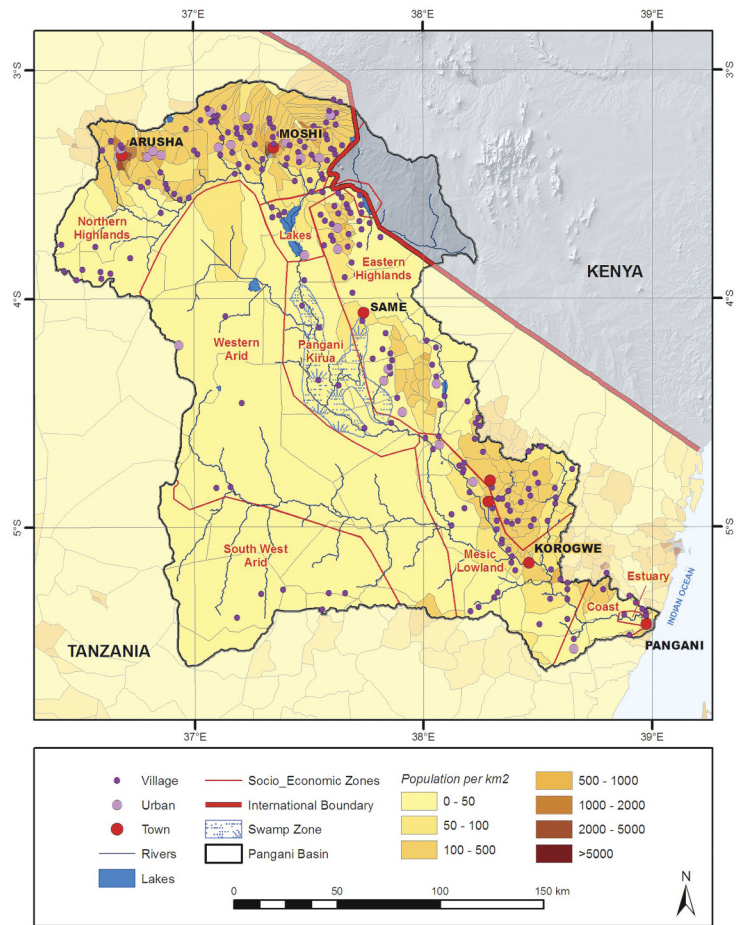 37°E
38°E
39°E
3°S
3°S
ARUSHA
MOSHI
Northern
Highlands
Lakes
Eastern
Highlands
KENYA
4°S
4°S
SAME
Western
Arid
Pangani
Kirua
5°S
5°S
South West
Arid
Mesic
Lowland
KOROGWE
Estuary
Coast
INDIAN OCEAN
TANZANIA
PANGANI
37°E
38°E
39°E
Village
Urban
Town
Rivers
Lakes
Socio_Economic Zones
International Boundary
Swamp Zone
Pangani Basin
Population per km2
0 - 50
50 - 100
100 - 500
500 - 1000
1000 - 2000
2000 - 5000
>5000
0 50 100 150 km
N